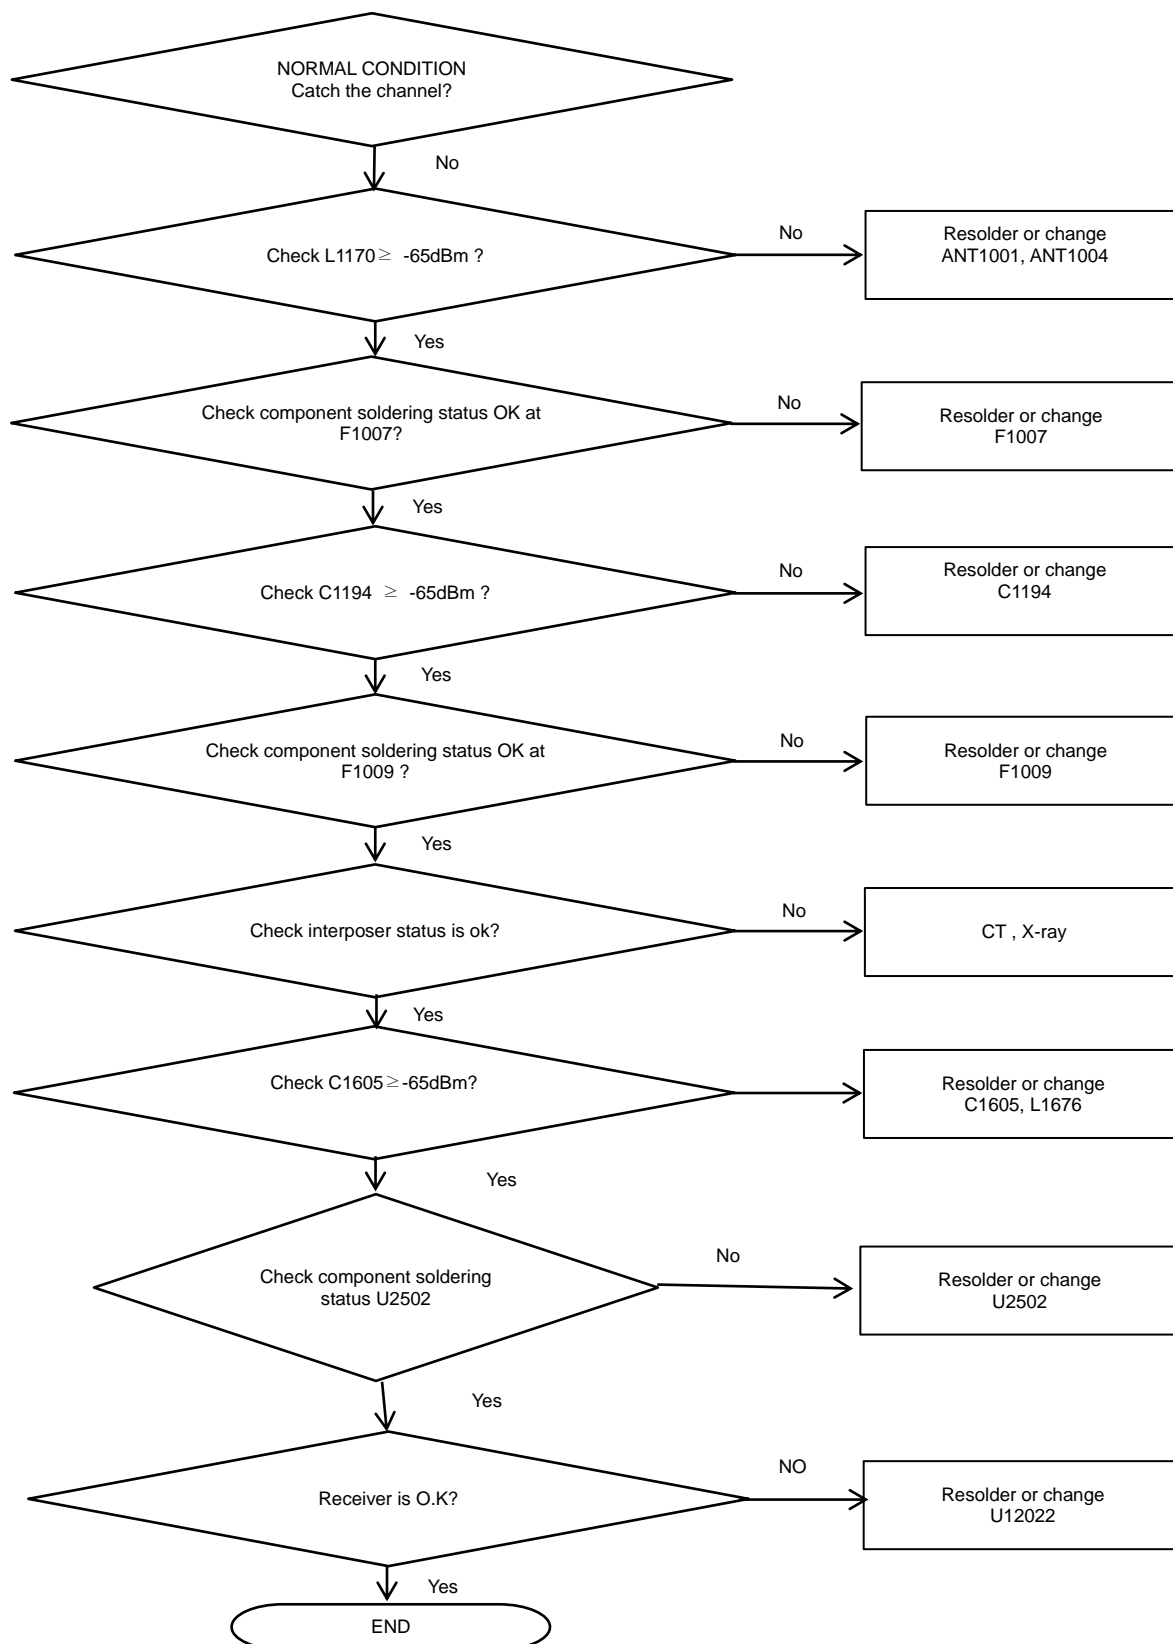 NORMAL CONDITION
Catch the channel?
No
Check L1170≥ -65dBm ?
No
Resolder or change
ANT1001, ANT1004
Yes
Check component soldering status OK at
F1007?
No
Resolder or change
F1007
Yes
Check C1194 ≥ -65dBm ?
No
Resolder or change
C1194
Yes
Check component soldering status OK at
F1009 ?
No
Resolder or change
F1009
Yes
Check interposer status is ok?
No
CT , X-ray
Yes
Check C1605≥-65dBm?
Resolder or change
C1605, L1676
Yes
Check component soldering
status U2502
No
Resolder or change
U2502
Yes
Receiver is O.K?
NO
Resolder or change
U12022
Yes
END